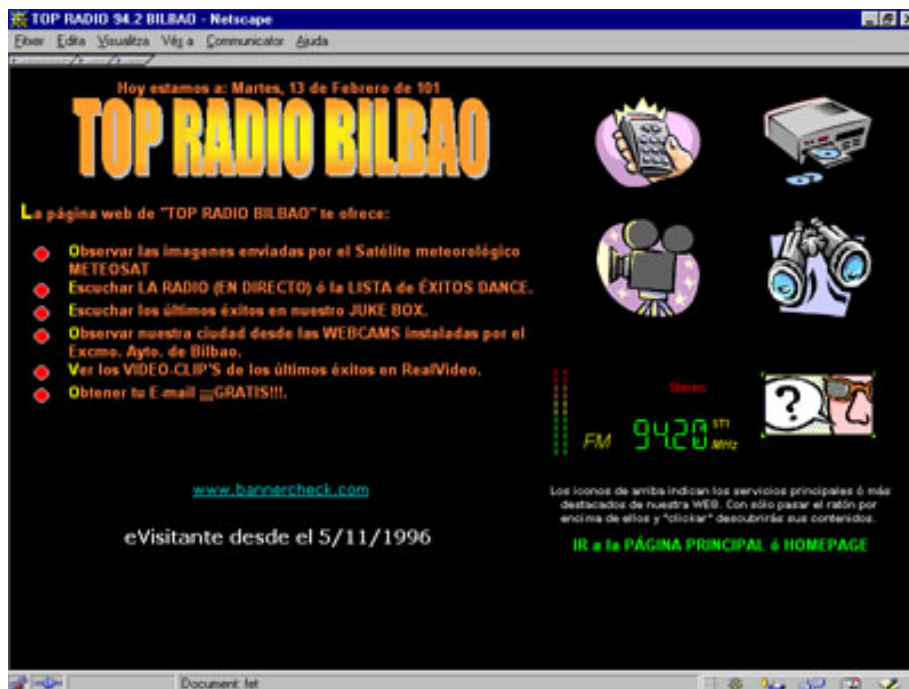 TOP RADIO 94.2 BILBAO - Netscape
Fitxer Edita Visualitza Vés a Communicator Ajuda
Hoy estamos a: Martes, 13 de Febrero de 101
TOP RADIO BILBAO
La página web de "TOP RADIO BILBAO" te ofrece:
Observar las imagenes enviadas por el Satélite meteorológico
METEOSAT
Escuchar LA RADIO (EN DIRECTO) ó la LISTA de ÉXITOS DANCE.
Escuchar los últimos éxitos en nuestro JUKE BOX.
Observar nuestra ciudad desde las WEBCAMS instaladas por el
Excmo. Ayto. de Bilbao.
Ver los VIDEO-CLIP'S de los últimos éxitos en RealVideo.
Obtener tu E-mail ¡¡¡GRATIS!!!.
www.bannercheck.com
eVisitante desde el 5/11/1996
Stereo
?
FM 94.20 ST1
MHz
Los iconos de arriba indican los servicios principales ó más
destacados de nuestra WEB. Con sólo pasar el ratón por
encima de ellos y "clickar" descubrirás sus contenidos.
IR a la PÁGINA PRINCIPAL ó HOMEPAGE
Document: fet